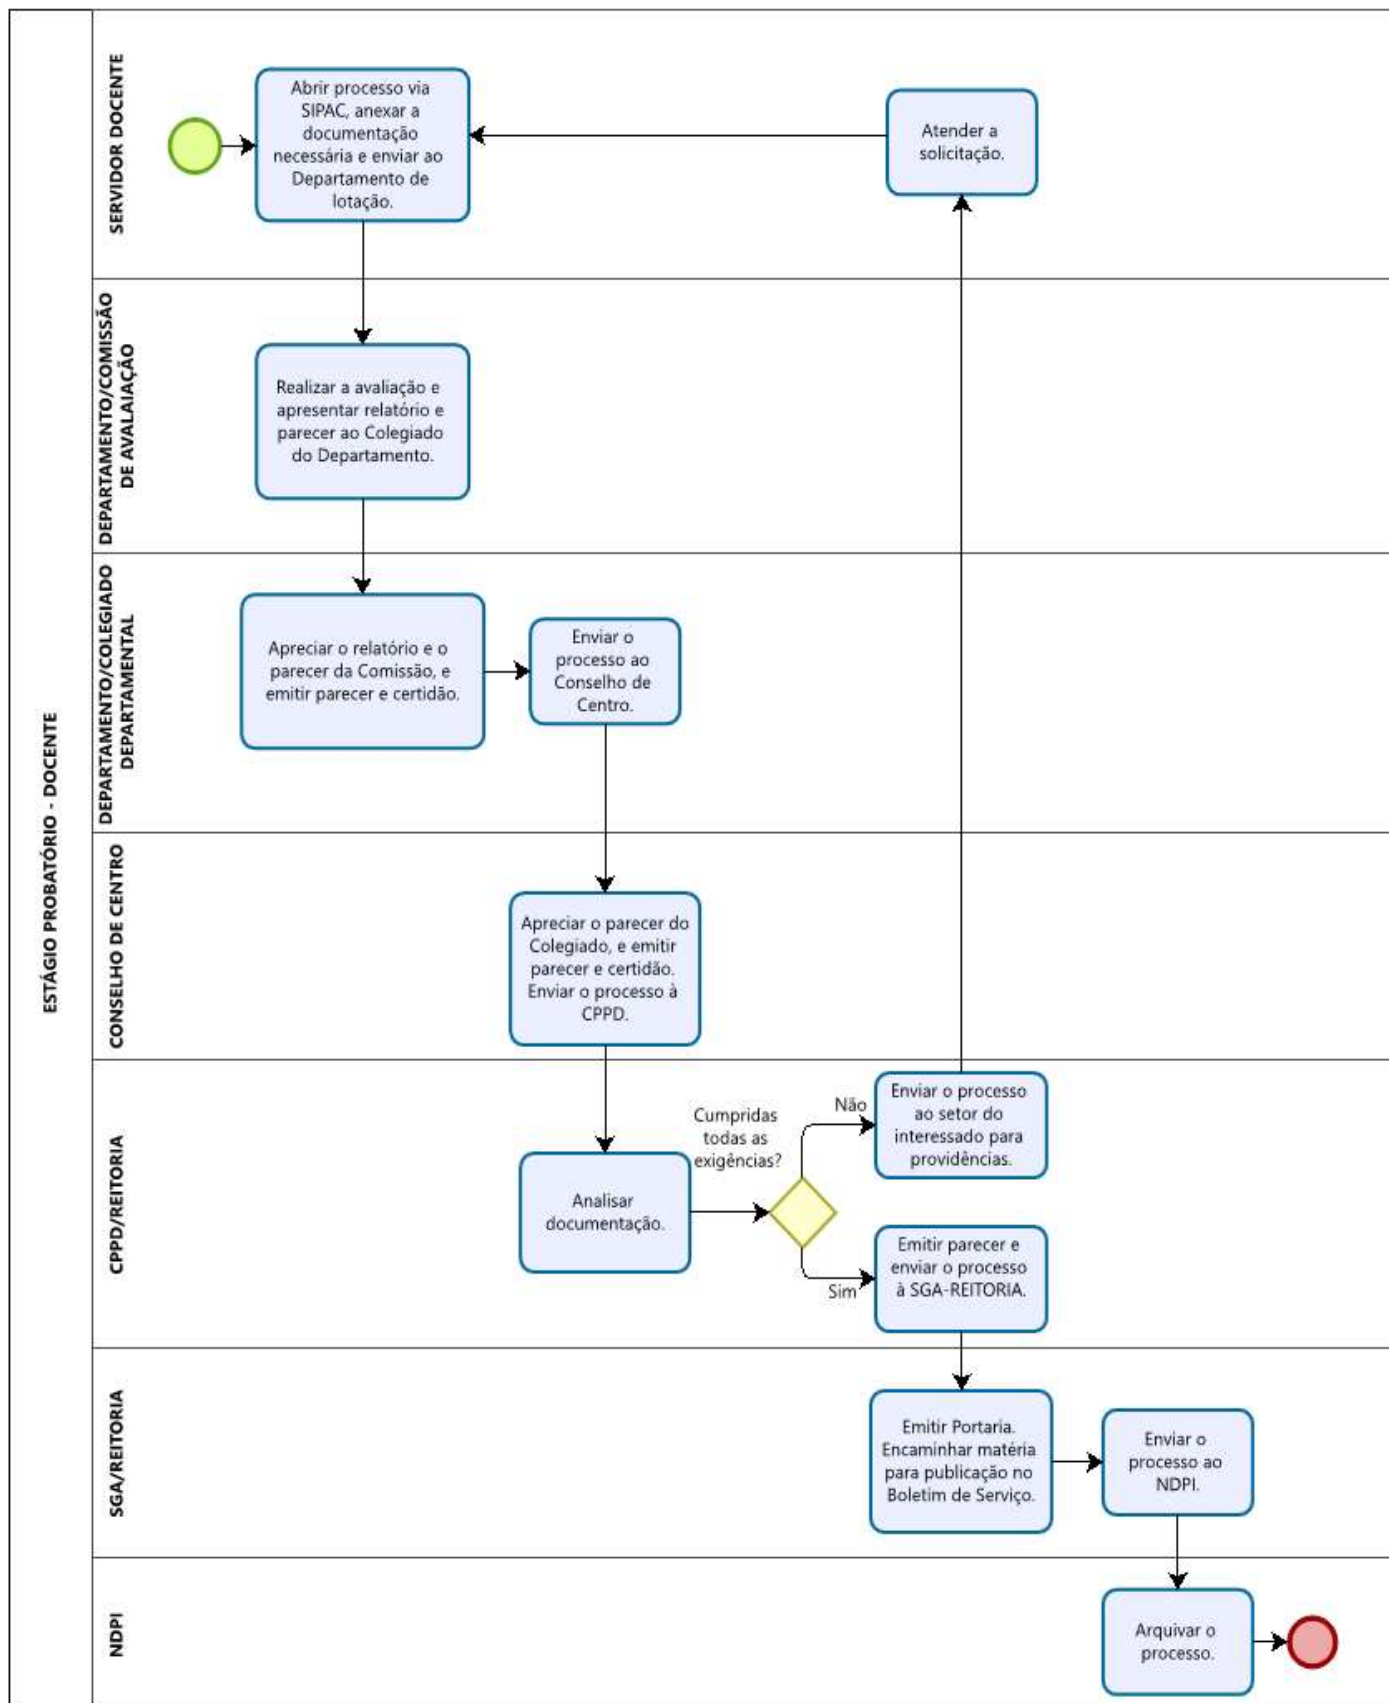 ESTÁGIO PROBATÓRIO - DOCENTE
SERVIDOR DOCENTE
Abrir processo via
SIPAC, anexar a
documentação
necessária e enviar ao
Departamento de
lotação.
Atender a
solicitação.
DEPARTAMENTO/COMISSÃO
DE AVALAIAÇÃO
Realizar a avaliação e
apresentar relatório e
parecer ao Colegiado
do Departamento.
DEPARTAMENTO/COLEGIADO
DEPARTAMENTAL
Apreciar o relatório e o
parecer da Comissão, e
emitir parecer e certidão.
Enviar o
processo ao
Conselho de
Centro.
CONSELHO DE CENTRO
Apreciar o parecer do
Colegiado, e emitir
parecer e certidão.
Enviar o processo à
CPPD.
CPPD/REITORIA
Analisar
documentação.
Cumpridas
todas as
exigências?
Não
Enviar o processo
ao setor do
interessado para
providências.
Sim
Emitir parecer e
enviar o processo
à SGA-REITORIA.
SGA/REITORIA
Emitir Portaria.
Encaminhar matéria
para publicação no
Boletim de Serviço.
Enviar o
processo ao
NDPI.
NDPI
Arquivar o
processo.